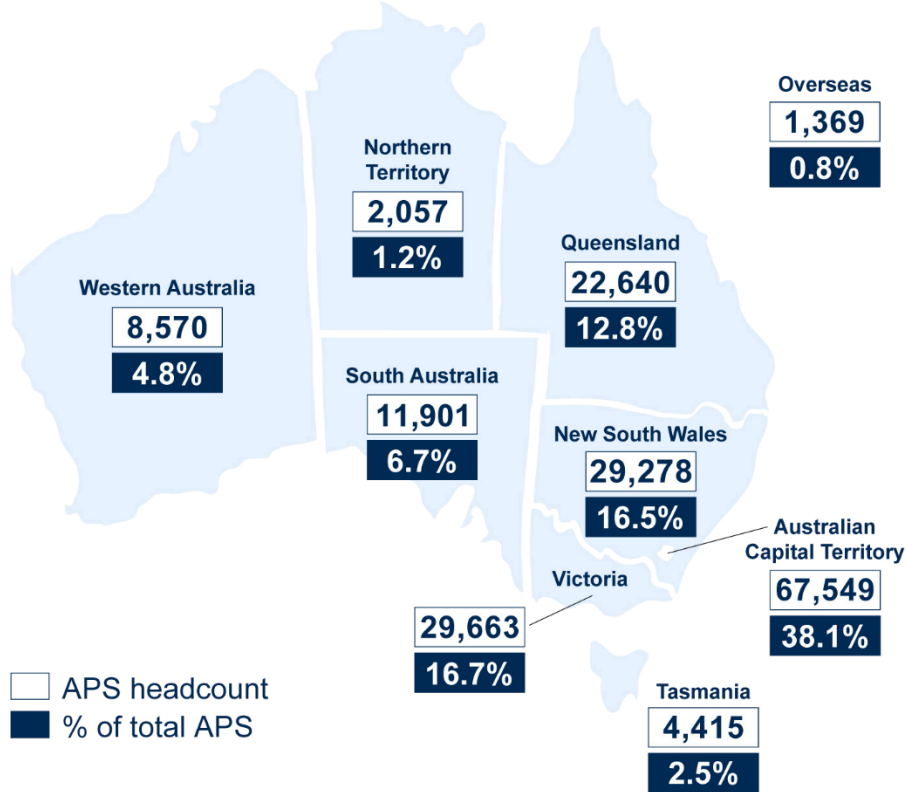 Overseas
1,369
0.8%
Northern
Territory
2,057
1.2%
Queensland
22,640
12.8%
Western Australia
8,570
4.8%
South Australia
11,901
6.7%
New South Wales
29,278
16.5%
Australian
Capital Territory
67,549
38.1%
Victoria
29,663
16.7%
Tasmania
4,415
2.5%
APS headcount
% of total APS